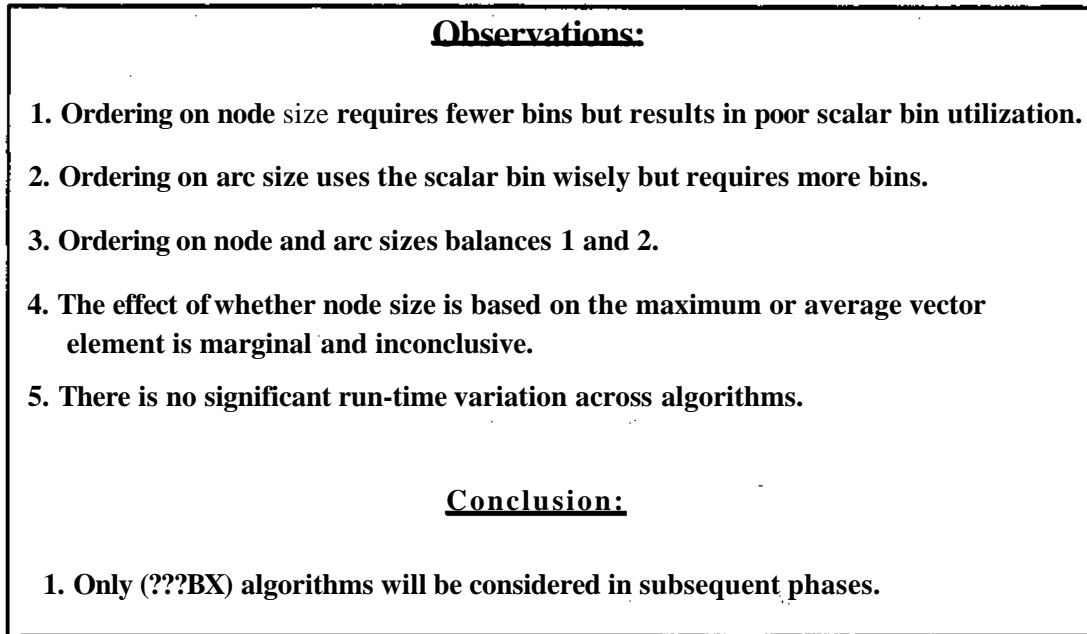 Observations:
1. Ordering on node size requires fewer bins but results in poor scalar bin utilization.
2. Ordering on arc size uses the scalar bin wisely but requires more bins.
3. Ordering on node and arc sizes balances 1 and 2.
4. The effect of whether node size is based on the maximum or average vector
element is marginal and inconclusive.
5. There is no significant run-time variation across algorithms.
Conclusion:
1. Only (???BX) algorithms will be considered in subsequent phases.